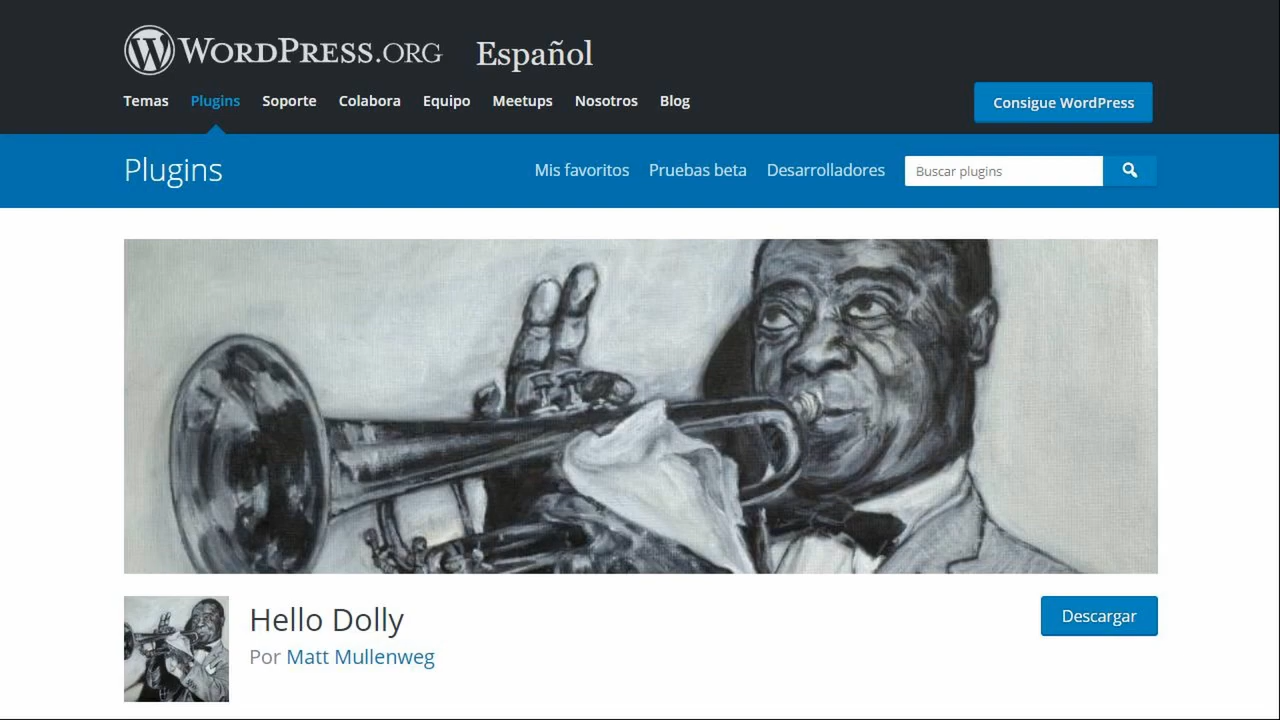 WORDPRESS.ORG Español
Temas Plugins Soporte Colabora Equipo Meetups Nosotros Blog
Consigue WordPress
Plugins
Mis favoritos Pruebas beta Desarrolladores Buscar plugins
Hello Dolly
Por Matt Mullenweg
Descargar